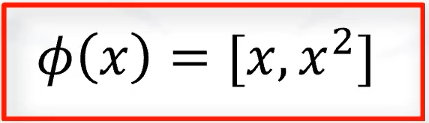 ϕ(x) = [x, x²]